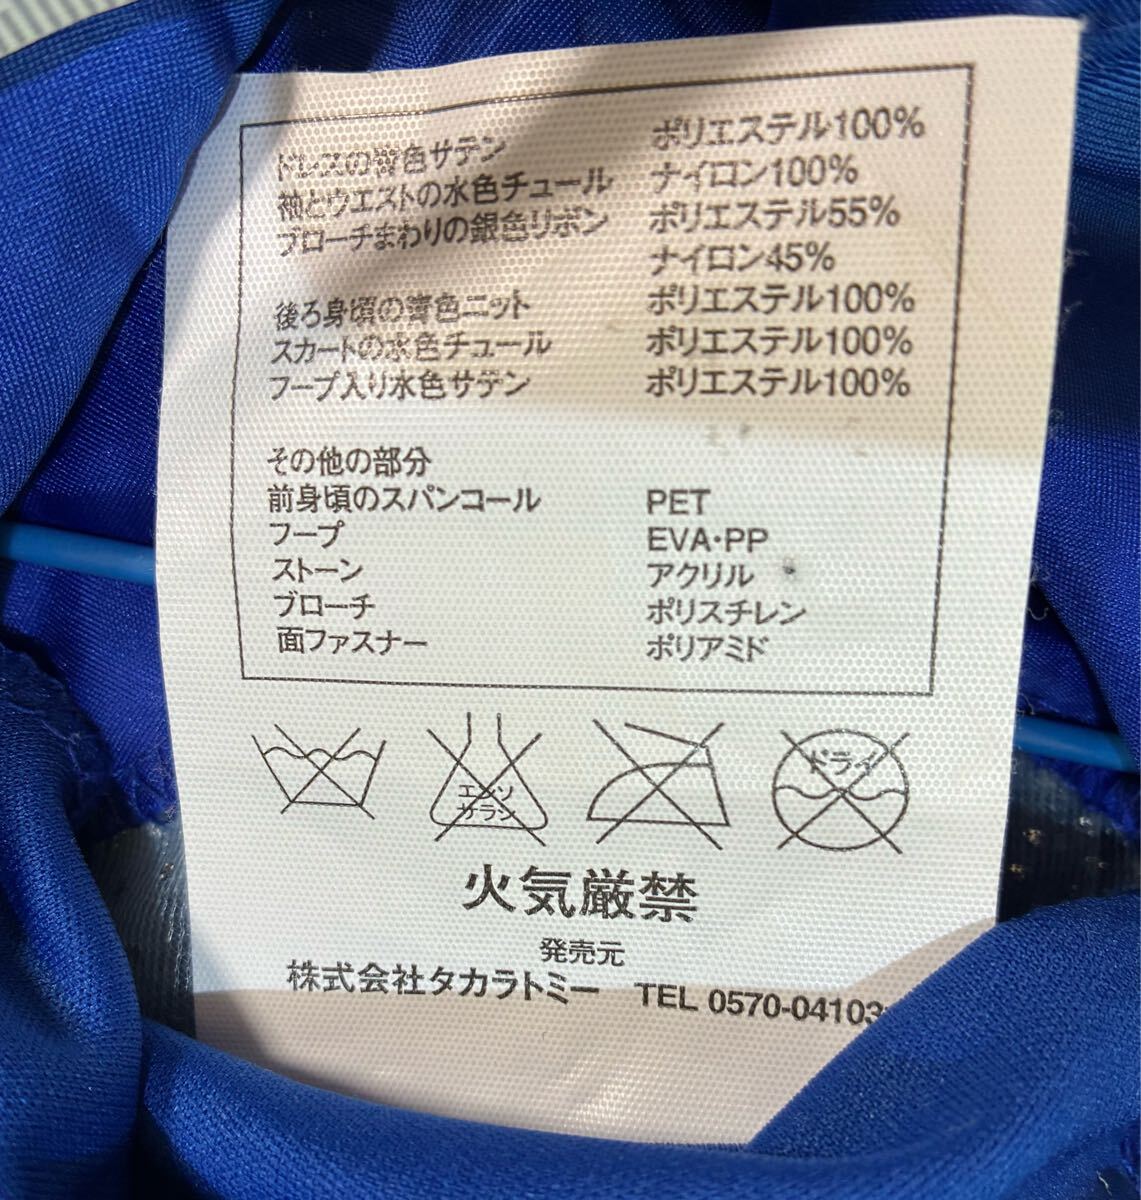 ドレスの青色サテン ポリエステル100%
袖とウエストの水色チュール ナイロン100%
ブローチまわりの銀色リボン ポリエステル55%
ナイロン45%
後ろ身頃の青色ニット ポリエステル100%
スカートの水色チュール ポリエステル100%
フープ入り水色サテン ポリエステル100%
その他の部分
前身頃のスパンコール PET
フープ EVA・PP
ストーン アクリル
ブローチ ポリスチレン
面ファスナー ポリアミド
エンソ
サラシ
ドライ
火気厳禁
発売元
株式会社タカラトミー TEL 0570-04103